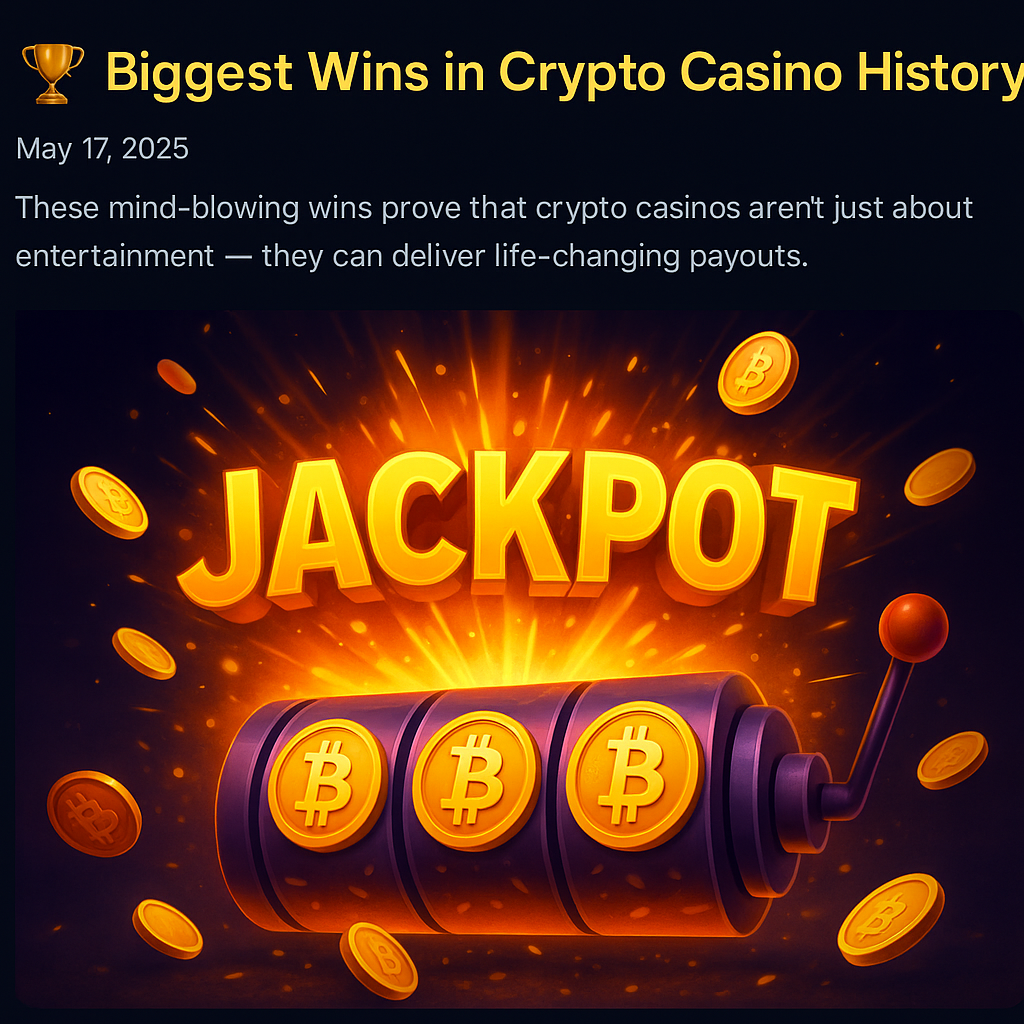 🏆 Biggest Wins in Crypto Casino History
May 17, 2025
These mind-blowing wins prove that crypto casinos aren't just about
entertainment — they can deliver life-changing payouts.
JACKPOT